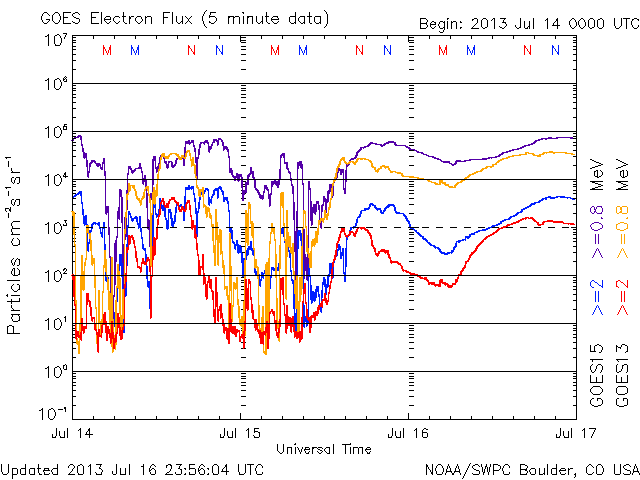 GOES Electron Flux (5 minute data)
Begin: 2013 Jul 14 0000 UTC
10⁷
M M N N M M N N M M N N
10⁶
10⁵
10⁴
10³
10²
10¹
10⁰
10⁻¹
Particles cm⁻²s⁻¹sr⁻¹
Jul 14 Jul 15 Jul 16 Jul 17
Universal Time
GOES15 >=2 >=0.8 MeV
GOES13 >=2 >=0.8 MeV
Updated 2013 Jul 16 23:56:04 UTC
NOAA/SWPC Boulder, CO USA